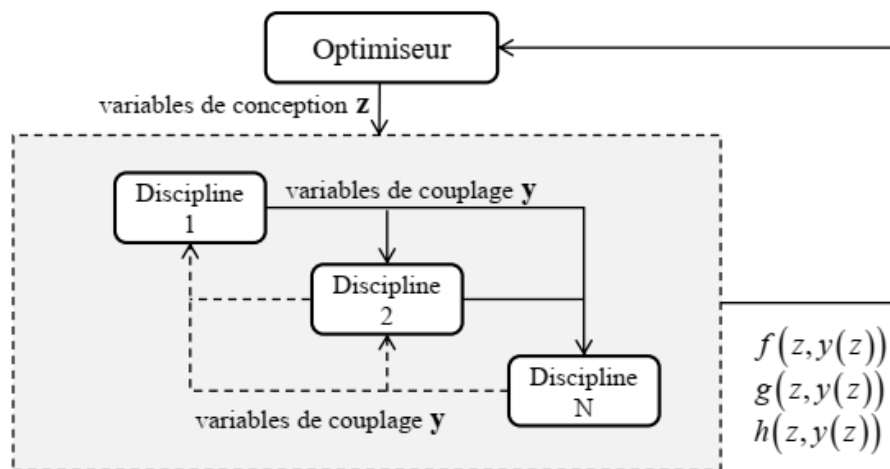 Optimiseur
variables de conception z
Discipline
1
variables de couplage y
Discipline
2
Discipline
N
variables de couplage y
f(z,y(z))
g(z,y(z))
h(z,y(z))